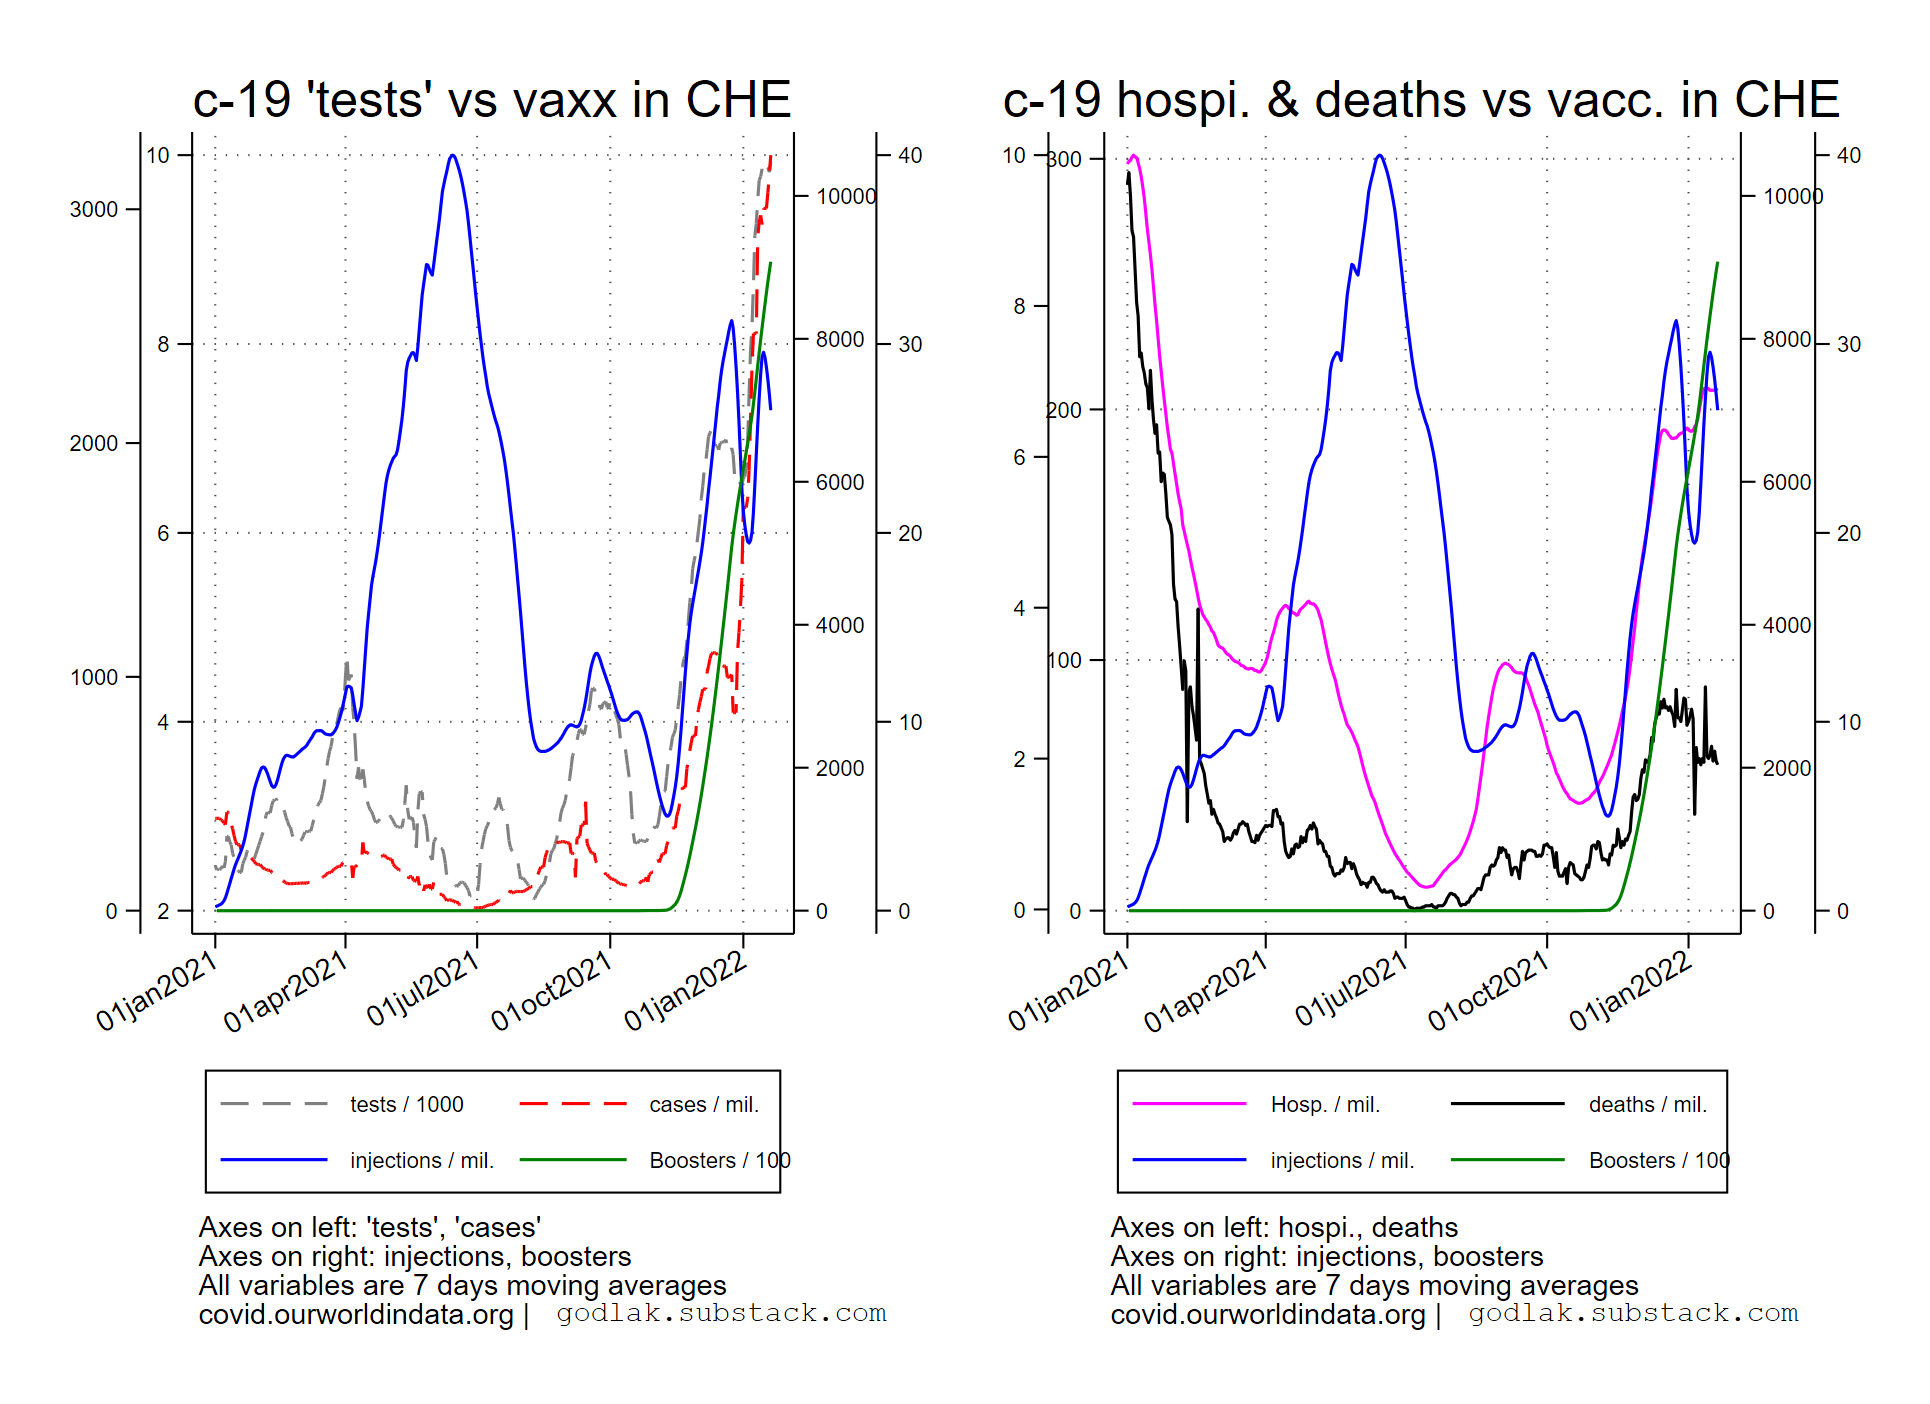 c-19 'tests' vs vaxx in CHE
3000
2000
1000
0
10
8
6
4
2
10000
8000
6000
4000
2000
0
40
30
20
10
0
01jan2021
01apr2021
01jul2021
01oct2021
01jan2022
tests / 1000
cases / mil.
injections / mil.
Boosters / 100
Axes on left: 'tests', 'cases'
Axes on right: injections, boosters
All variables are 7 days moving averages
covid.ourworldindata.org | godlak.substack.com
c-19 hospi. & deaths vs vacc. in CHE
10
8
6
4
2
0
300
200
100
0
10000
8000
6000
4000
2000
0
40
30
20
10
0
01jan2021
01apr2021
01jul2021
01oct2021
01jan2022
Hosp. / mil.
deaths / mil.
injections / mil.
Boosters / 100
Axes on left: hospi., deaths
Axes on right: injections, boosters
All variables are 7 days moving averages
covid.ourworldindata.org | godlak.substack.com